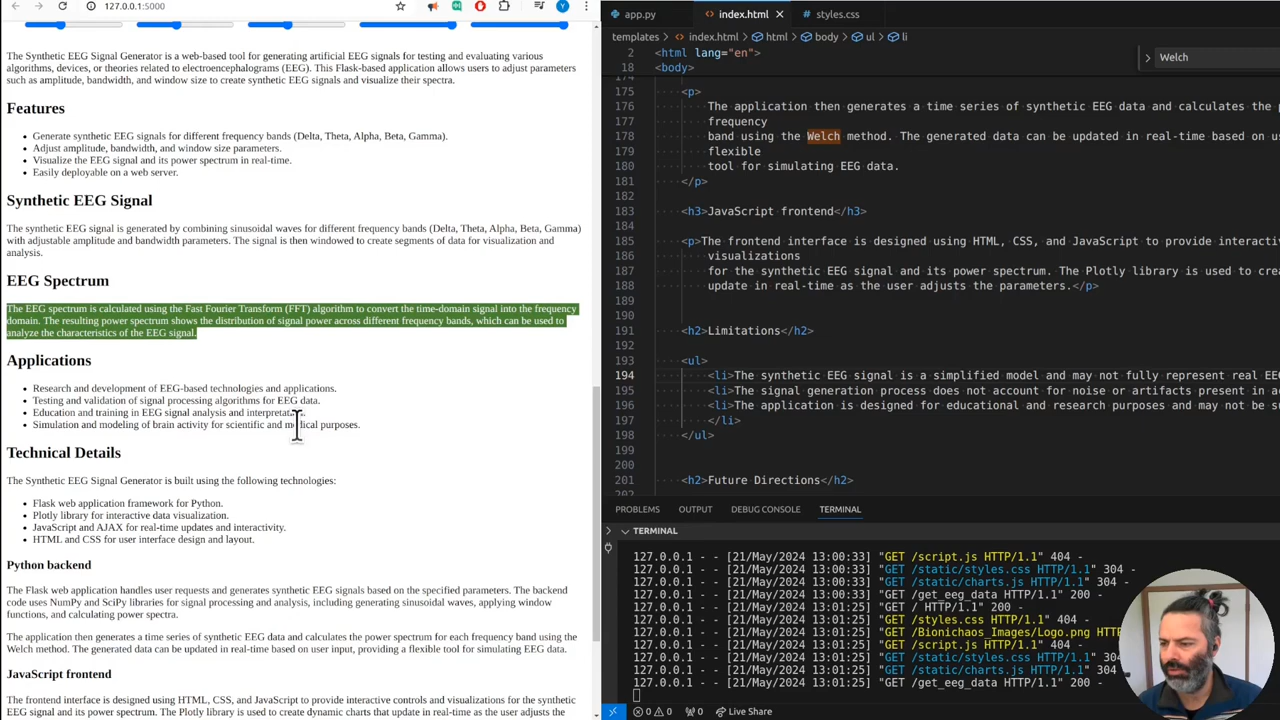 127.0.0.1:5000
The Synthetic EEG Signal Generator is a web-based tool for generating artificial EEG signals for testing and evaluating various
algorithms, devices, or theories related to electroencephalograms (EEG). This Flask-based application allows users to adjust parameters
such as amplitude, bandwidth, and window size to create synthetic EEG signals and visualize their spectra.
Features
Generate synthetic EEG signals for different frequency bands (Delta, Theta, Alpha, Beta, Gamma).
Adjust amplitude, bandwidth, and window size parameters.
Visualize the EEG signal and its power spectrum in real-time.
Easily deployable on a web server.
Synthetic EEG Signal
The synthetic EEG signal is generated by combining sinusoidal waves for different frequency bands (Delta, Theta, Alpha, Beta, Gamma)
with adjustable amplitude and bandwidth parameters. The signal is then windowed to create segments of data for visualization and
analysis.
EEG Spectrum
The EEG spectrum is calculated using the Fast Fourier Transform (FFT) algorithm to convert the time-domain signal into the frequency
domain. The resulting power spectrum shows the distribution of signal power across different frequency bands, which can be used to
analyze the characteristics of the EEG signal.
Applications
Research and development of EEG-based technologies and applications.
Testing and validation of signal processing algorithms for EEG data.
Education and training in EEG signal analysis and
Simulation and modeling of brain activity for scientific and medical purposes.
Technical Details
The Synthetic EEG Signal Generator is built using the following technologies:
Flask web application framework for Python.
Plotly library for interactive data visualization.
JavaScript and AJAX for real-time updates and interactivity.
HTML and CSS for user interface design and layout.
Python backend
The Flask web application handles user requests and generates synthetic EEG signals based on the specified parameters. The backend
code uses NumPy and SciPy libraries for signal processing and analysis, including generating sinusoidal waves, applying window
functions, and calculating power spectra.
The application then generates a time series of synthetic EEG data and calculates the power spectrum for each frequency band using the
Welch method. The generated data can be updated in real-time based on user input, providing a flexible tool for simulating EEG data.
JavaScript frontend
The frontend interface is designed using HTML, CSS, and JavaScript to provide interactive controls and visualizations for the synthetic
EEG signal and its power spectrum. The Plotly library is used to create dynamic charts that update in real-time as the user adjusts the
app.py index.html styles.css
templates > index.html > html > body > ul > li
2 <html lang="en">
18 <body>
Welch
174
175 <p>
176 The application then generates a time series of synthetic EEG data and calculates the
177 frequency
178 band using the Welch method. The generated data can be updated in real-time based on
179 flexible
180 tool for simulating EEG data.
181 </p>
182
183 <h3>JavaScript frontend</h3>
184
185 <p>The frontend interface is designed using HTML, CSS, and JavaScript to provide
186 visualizations
187 for the synthetic EEG signal and its power spectrum. The Plotly library is used to
188 update in real-time as the user adjusts the parameters.</p>
189
190
191 <h2>Limitations</h2>
192
193 <ul>
194 <li>The synthetic EEG signal is a simplified model and may not fully represent real
195 <li>The signal generation process does not account for noise or artifacts present in
196 <li>The application is designed for educational and research purposes and may not be
197 </li>
198 </ul>
199
200
201 <h2>Future Directions</h2>
202
PROBLEMS OUTPUT DEBUG CONSOLE TERMINAL
TERMINAL
127.0.0.1 - - [21/May/2024 13:00:33] "GET /script.js HTTP/1.1" 404 -
127.0.0.1 - - [21/May/2024 13:00:33] "GET /static/styles.css HTTP/1.1" 304 -
127.0.0.1 - - [21/May/2024 13:00:33] "GET /static/charts.js HTTP/1.1" 304 -
127.0.0.1 - - [21/May/2024 13:00:33] "GET /get_eeg_data HTTP/1.1" 200 -
127.0.0.1 - - [21/May/2024 13:01:25] "GET / HTTP/1.1" 200 -
127.0.0.1 - - [21/May/2024 13:01:25] "GET /styles.css HTTP/1.1" 404 -
127.0.0.1 - - [21/May/2024 13:01:25] "GET /Bionichaos_Images/Logo.png
127.0.0.1 - - [21/May/2024 13:01:25] "GET /script.js HTTP/1.1" 404 -
127.0.0.1 - - [21/May/2024 13:01:25] "GET /static/styles.css HTTP/1.1"
127.0.0.1 - - [21/May/2024 13:01:25] "GET /static/charts.js HTTP/1.1"
127.0.0.1 - - [21/May/2024 13:01:25] "GET /get_eeg_data HTTP/1.1" 200
0 0 0 Live Share